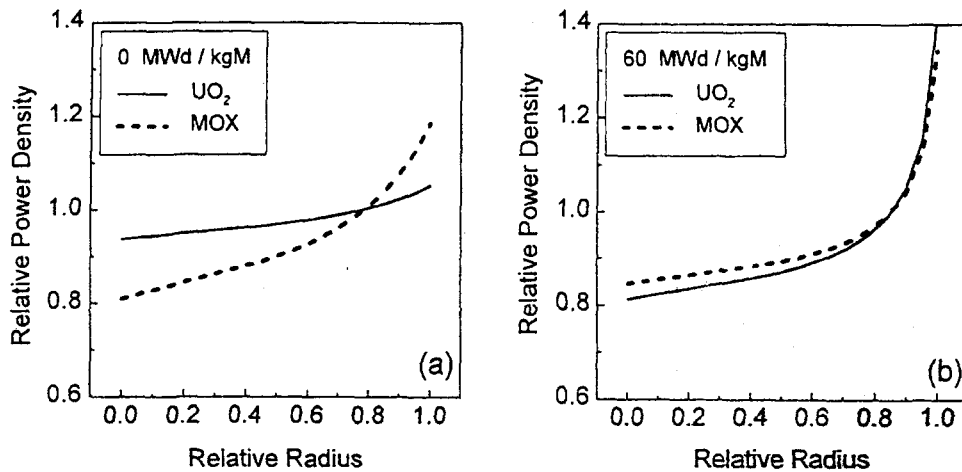 1.4
1.2
1.0
0.8
0.6
Relative Power Density
0 MWd / kgM
UO₂
MOX
(a)
0.0 0.2 0.4 0.6 0.8 1.0
Relative Radius
1.4
1.2
1.0
0.8
0.6
Relative Power Density
60 MWd / kgM
UO₂
MOX
(b)
0.0 0.2 0.4 0.6 0.8 1.0
Relative Radius